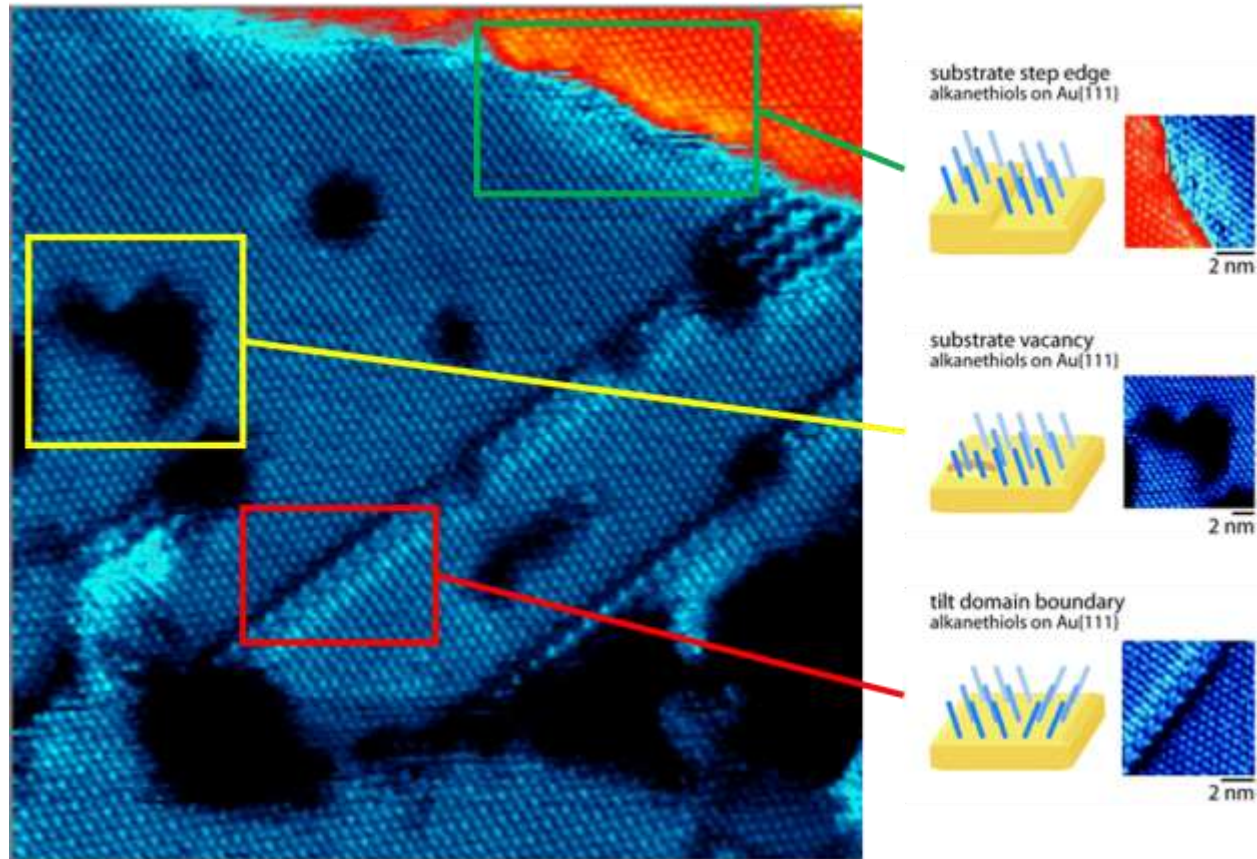 substrate step edge
alkanethiols on Au{111}
2 nm
substrate vacancy
alkanethiols on Au{111}
2 nm
tilt domain boundary
alkanethiols on Au{111}
2 nm